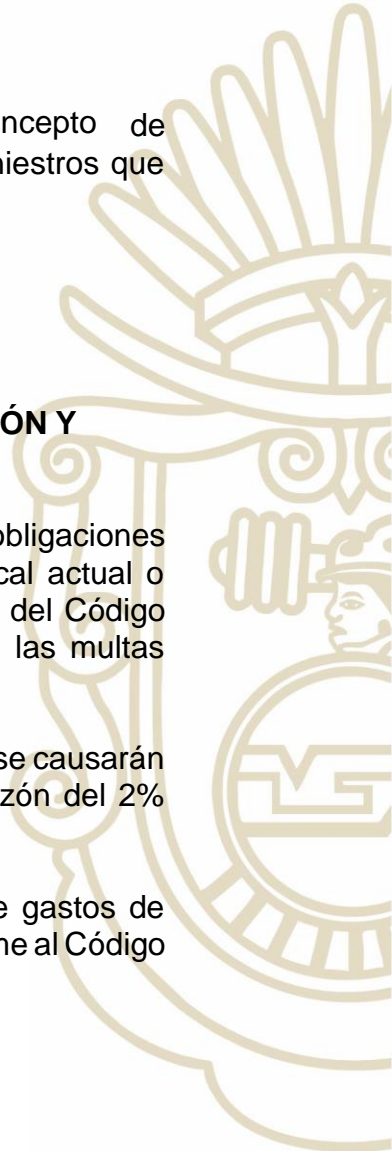 ncepto de
niestros que
ÓN Y
obligaciones
cal actual o
del Código
las multas
se causarán
zón del 2%
e gastos de
ne al Código